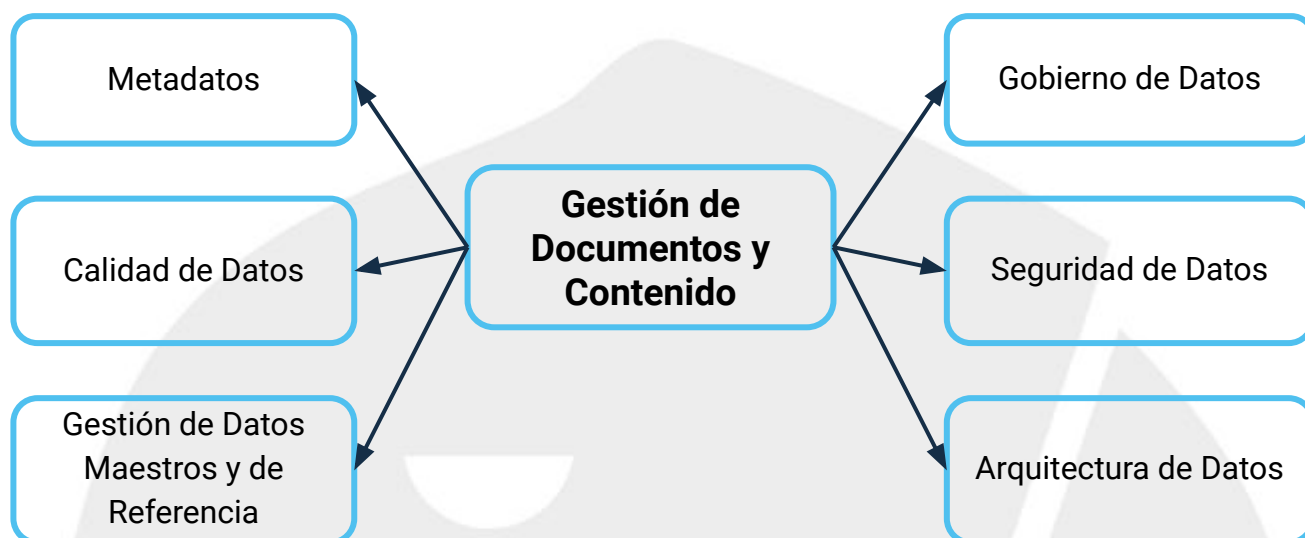 Metadatos
Calidad de Datos
Gestión de Datos
Maestros y de
Referencia
Gestión de
Documentos y
Contenido
Gobierno de Datos
Seguridad de Datos
Arquitectura de Datos